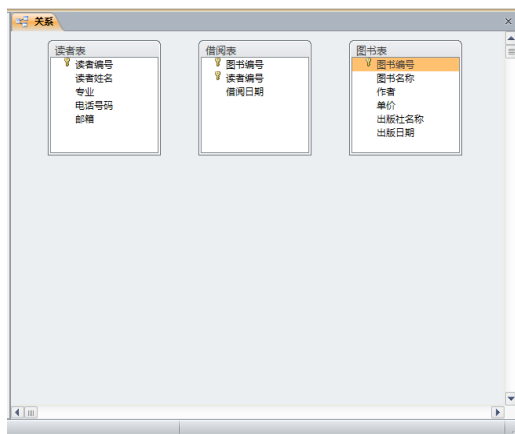 关系
读者表
读者编号
读者姓名
专业
电话号码
邮箱
借阅表
图书编号
读者编号
借阅日期
图书表
图书编号
图书名称
作者
单价
出版社名称
出版日期